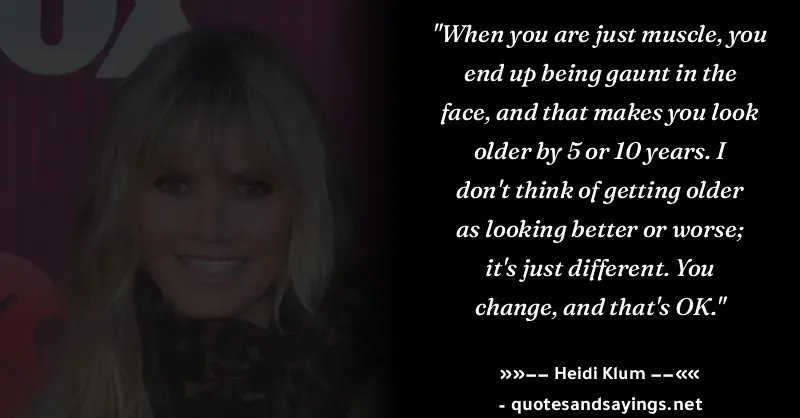 "When you are just muscle, you
end up being gaunt in the
face, and that makes you look
older by 5 or 10 years. I
don't think of getting older
as looking better or worse;
it's just different. You
change, and that's OK."
»»−− Heidi Klum −−««
- quotesandsayings.net